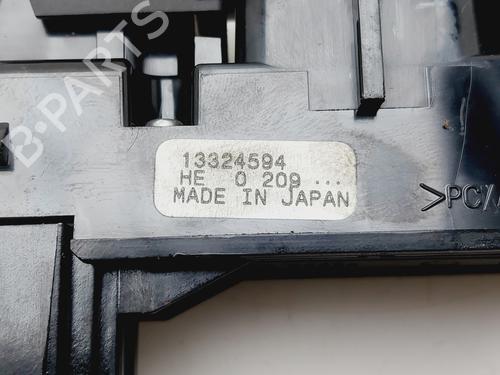 B-PARTS
13324594
HE 0 209 ...
MADE IN JAPAN
>PC/